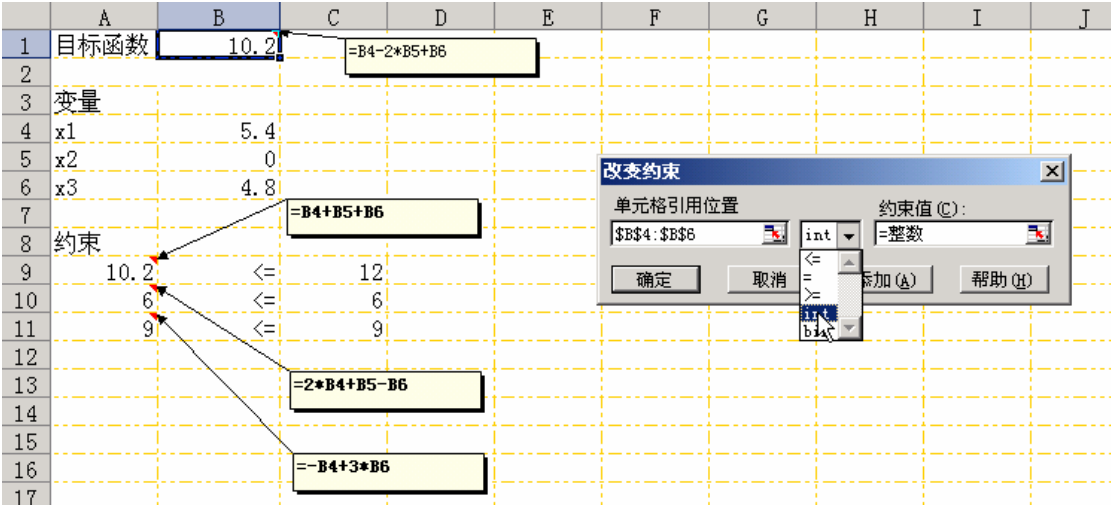 A B C D E F G H I J
1 目标函数 10.2 =B4-2*B5+B6
2
3 变量
4 x1 5.4
5 x2 0
6 x3 4.8
7 =B4+B5+B6
8 约束
9 10.2 <= 12
10 6 <= 6
11 9 <= 9
12
13 =2*B4+B5-B6
14
15
16 =-B4+3*B6
17
改变约束
单元格引用位置 约束值(C):
$B$4:$B$6 int =整数
确定 取消 添加(A) 帮助(H)
<=
=
>=
int